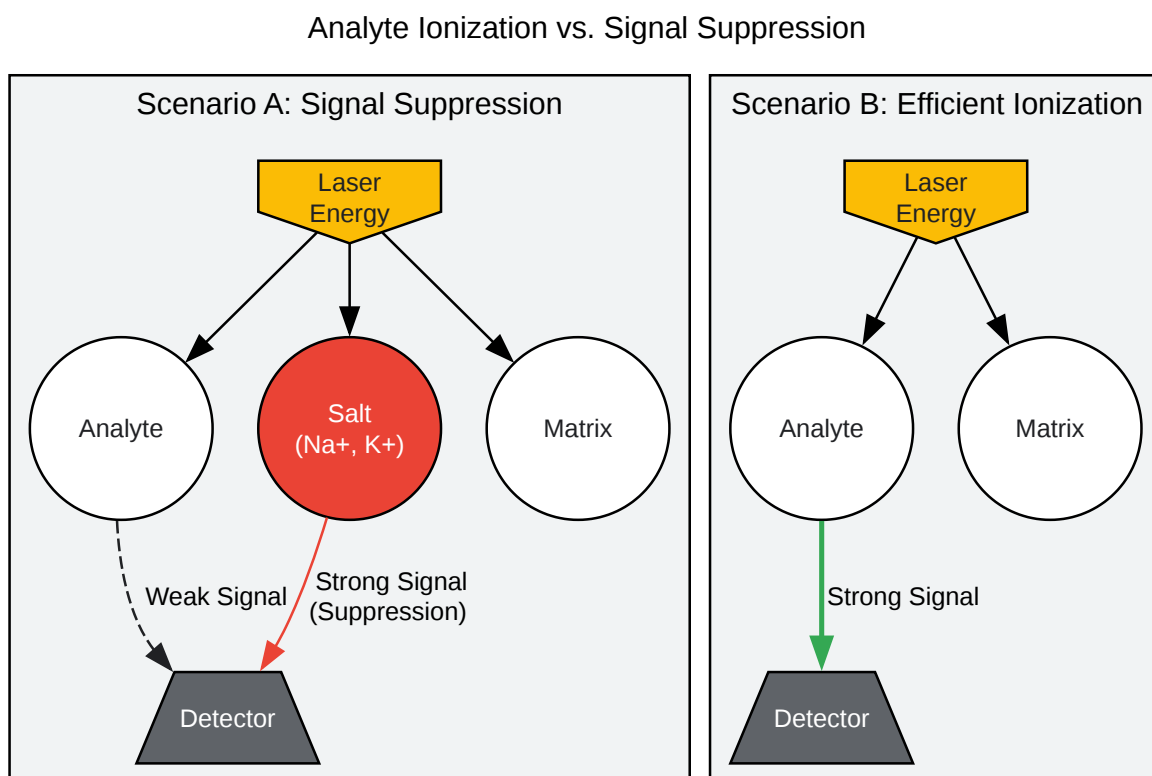 Analyte Ionization vs. Signal Suppression
Scenario A: Signal Suppression
Laser
Energy
Analyte
Salt
(Na+, K+)
Matrix
Weak Signal
Strong Signal
(Suppression)
Detector
Scenario B: Efficient Ionization
Laser
Energy
Analyte
Matrix
Strong Signal
Detector